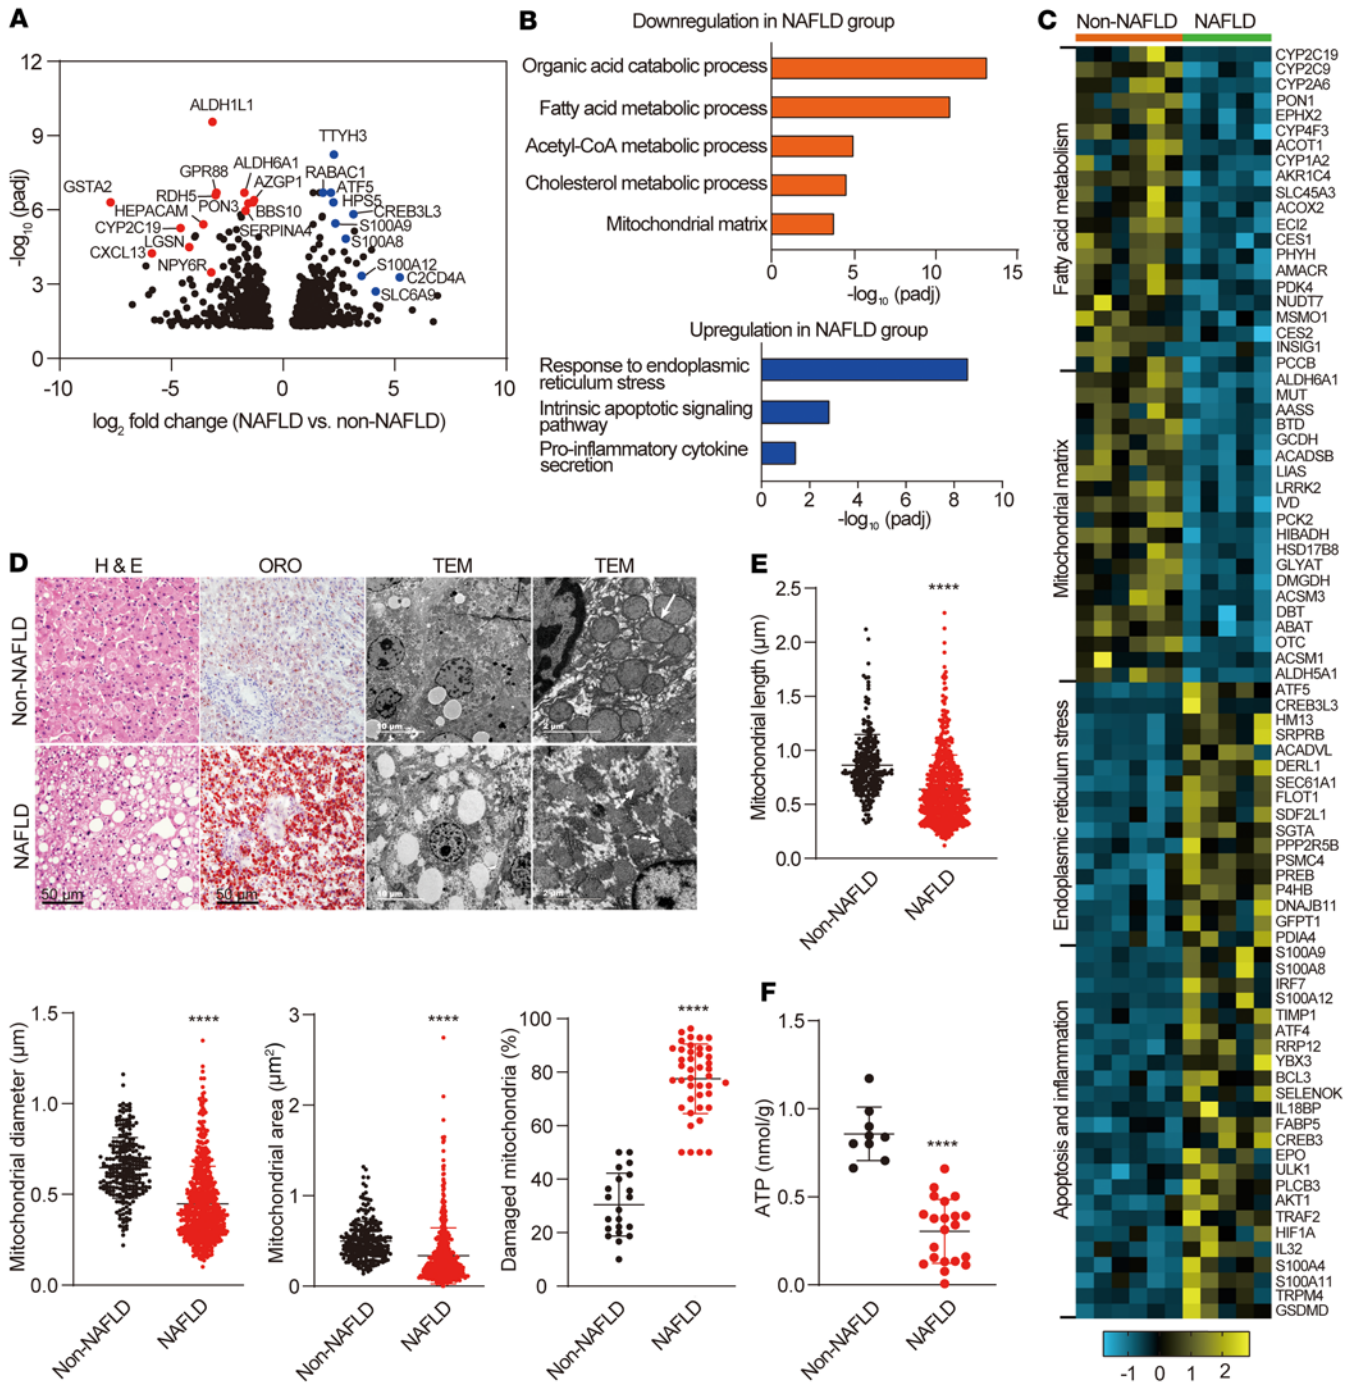 A
12
9
6
3
0
-log10 (padj)
-10
-5
0
5
10
log2 fold change (NAFLD vs. non-NAFLD)
ALDH1L1
TTYH3
ALDH6A1
GPR88
RABAC1
GSTA2
RDH5
AZGP1
ATF5
PON3
HPS5
HEPACAM
BBS10
CREB3L3
CYP2C19
SERPINA4
S100A9
LGSN
S100A8
CXCL13
NPY6R
S100A12
C2CD4A
SLC6A9
B
Downregulation in NAFLD group
Organic acid catabolic process
Fatty acid metabolic process
Acetyl-CoA metabolic process
Cholesterol metabolic process
Mitochondrial matrix
0
5
10
15
-log10 (padj)
Upregulation in NAFLD group
Response to endoplasmic
reticulum stress
Intrinsic apoptotic signaling
pathway
Pro-inflammatory cytokine
secretion
0
2
4
6
8
10
-log10 (padj)
C
Non-NAFLD
NAFLD
Fatty acid metabolism
CYP2C19
CYP2C9
CYP2A6
PON1
EPHX2
CYP4F3
ACOT1
CYP1A2
AKR1C4
SLC45A3
ACOX2
ECI2
CES1
PHYH
AMACR
PDK4
NUDT7
MSMO1
CES2
INSIG1
PCCB
Mitochondrial matrix
ALDH6A1
MUT
AASS
BTD
GCDH
ACADSB
LIAS
LRRK2
IVD
PCK2
HIBADH
HSD17B8
GLYAT
DMGDH
ACSM3
DBT
ABAT
OTC
ACSM1
ALDH5A1
Endoplasmic reticulum stress
ATF5
CREB3L3
HM13
SRPRB
ACADVL
DERL1
SEC61A1
FLOT1
SDF2L1
SGTA
PPP2R5B
PSMC4
PREB
P4HB
DNAJB11
GFPT1
PDIA4
Apoptosis and inflammation
S100A9
S100A8
IRF7
S100A12
TIMP1
ATF4
RRP12
YBX3
BCL3
SELENOK
IL18BP
FABP5
CREB3
EPO
ULK1
PLCB3
AKT1
TRAF2
HIF1A
IL32
S100A4
S100A11
TRPM4
GSDMD
-1
0
1
2
D
H & E
ORO
TEM
TEM
Non-NAFLD
NAFLD
10 µm
2 µm
50 µm
50 µm
10 µm
E
Mitochondrial length (µm)
2.5
2.0
1.5
1.0
0.5
0.0
****
Non-NAFLD
NAFLD
Mitochondrial diameter (µm)
1.5
1.0
0.5
0.0
****
Non-NAFLD
NAFLD
Mitochondrial area (µm2)
3
2
1
0
****
Non-NAFLD
NAFLD
Damaged mitochondria (%)
100
80
60
40
20
0
****
Non-NAFLD
NAFLD
F
ATP (nmol/g)
1.5
1.0
0.5
0.0
****
Non-NAFLD
NAFLD